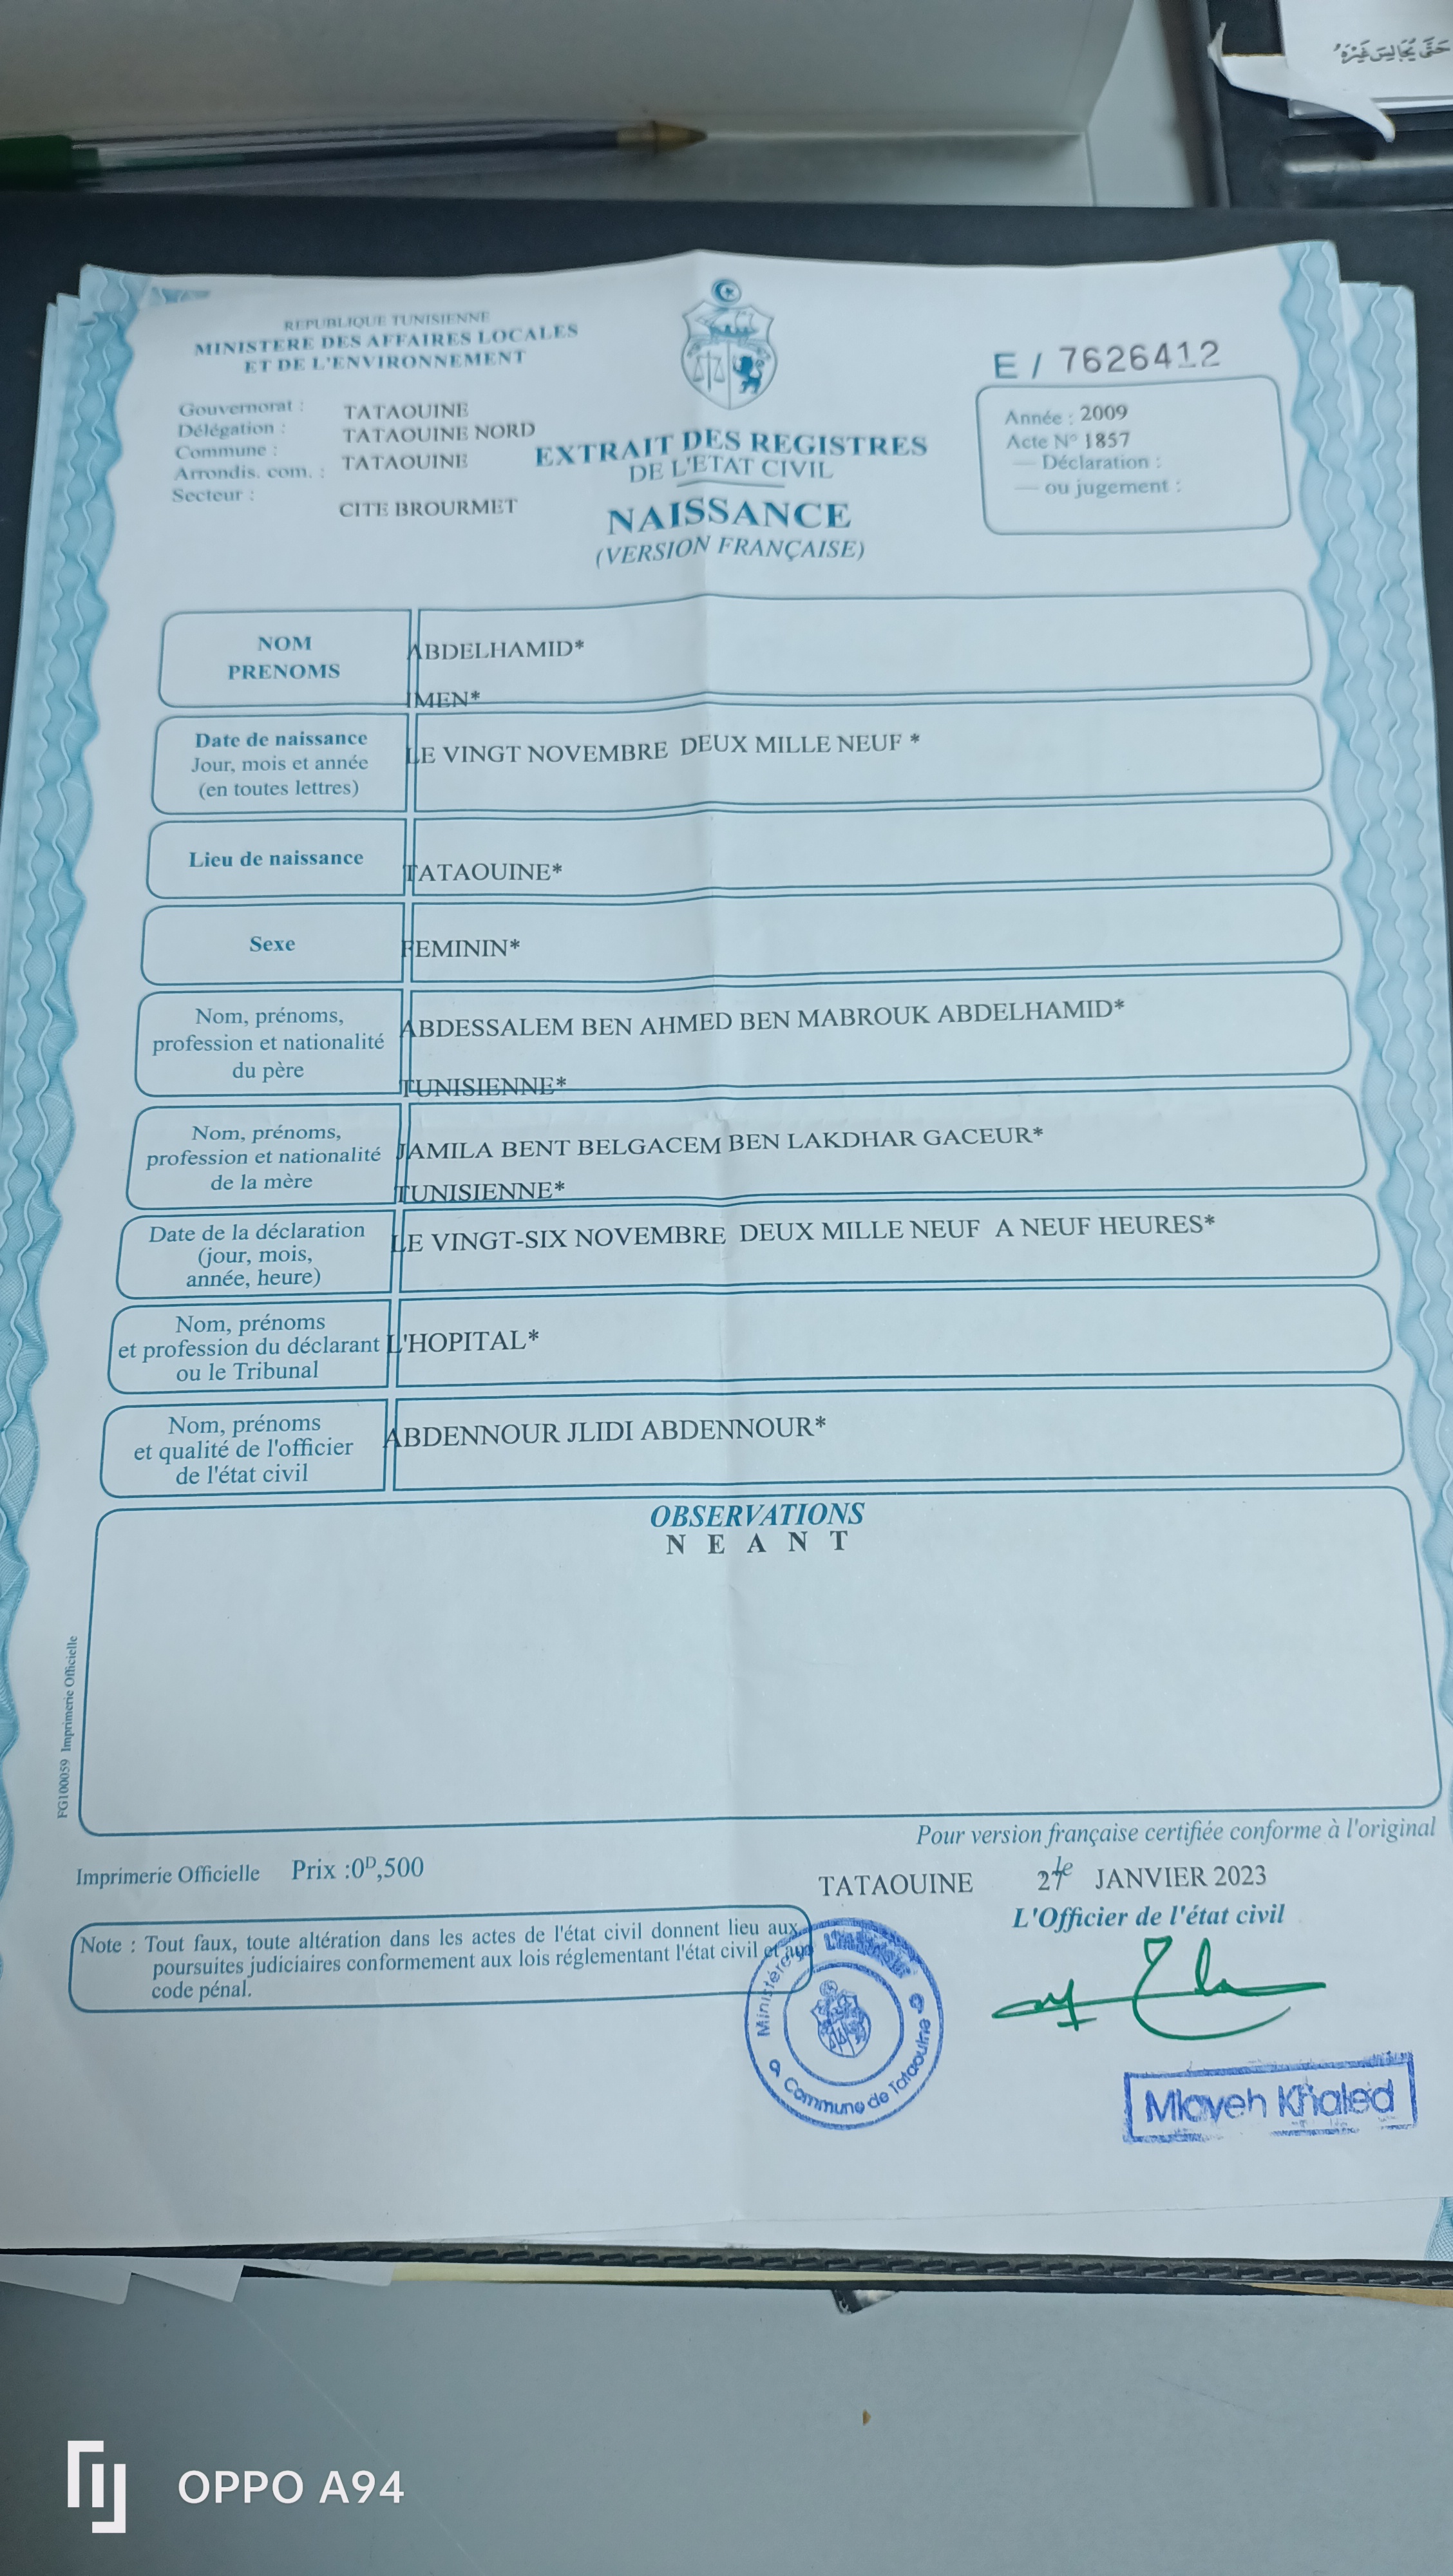 حَتَّى يُجَالِسَ غَيْرَهُ
REPUBLIQUE TUNISIENNE
MINISTERE DES AFFAIRES LOCALES
ET DE L'ENVIRONNEMENT
E / 7626412
Gouvernorat : TATAOUINE
Délégation : TATAOUINE NORD
Commune : TATAOUINE
Arrondis. com. :
Secteur : CITE BROURMET
EXTRAIT DES REGISTRES
DE L'ETAT CIVIL
NAISSANCE
(VERSION FRANÇAISE)
Année : 2009
Acte N° 1857
— Déclaration :
— ou jugement :
NOM
PRENOMS
ABDELHAMID*
IMEN*
Date de naissance
Jour, mois et année
(en toutes lettres)
LE VINGT NOVEMBRE DEUX MILLE NEUF *
Lieu de naissance
TATAOUINE*
Sexe
FEMININ*
Nom, prénoms,
profession et nationalité
du père
ABDESSALEM BEN AHMED BEN MABROUK ABDELHAMID*
TUNISIENNE*
Nom, prénoms,
profession et nationalité
de la mère
JAMILA BENT BELGACEM BEN LAKDHAR GACEUR*
TUNISIENNE*
Date de la déclaration
(jour, mois,
année, heure)
LE VINGT-SIX NOVEMBRE DEUX MILLE NEUF A NEUF HEURES*
Nom, prénoms
et profession du déclarant
ou le Tribunal
L'HOPITAL*
Nom, prénoms
et qualité de l'officier
de l'état civil
ABDENNOUR JLIDI ABDENNOUR*
OBSERVATIONS
N E A N T
FG100059 Imprimerie Officielle
Pour version française certifiée conforme à l'original
Imprimerie Officielle Prix :0ᴰ,500
TATAOUINE le 27 JANVIER 2023
L'Officier de l'état civil
Note : Tout faux, toute altération dans les actes de l'état civil donnent lieu aux
poursuites judiciaires conformement aux lois réglementant l'état civil et au
code pénal.
Ministère
Commune de Tataouine
Mlayeh Khaled
OPPO A94